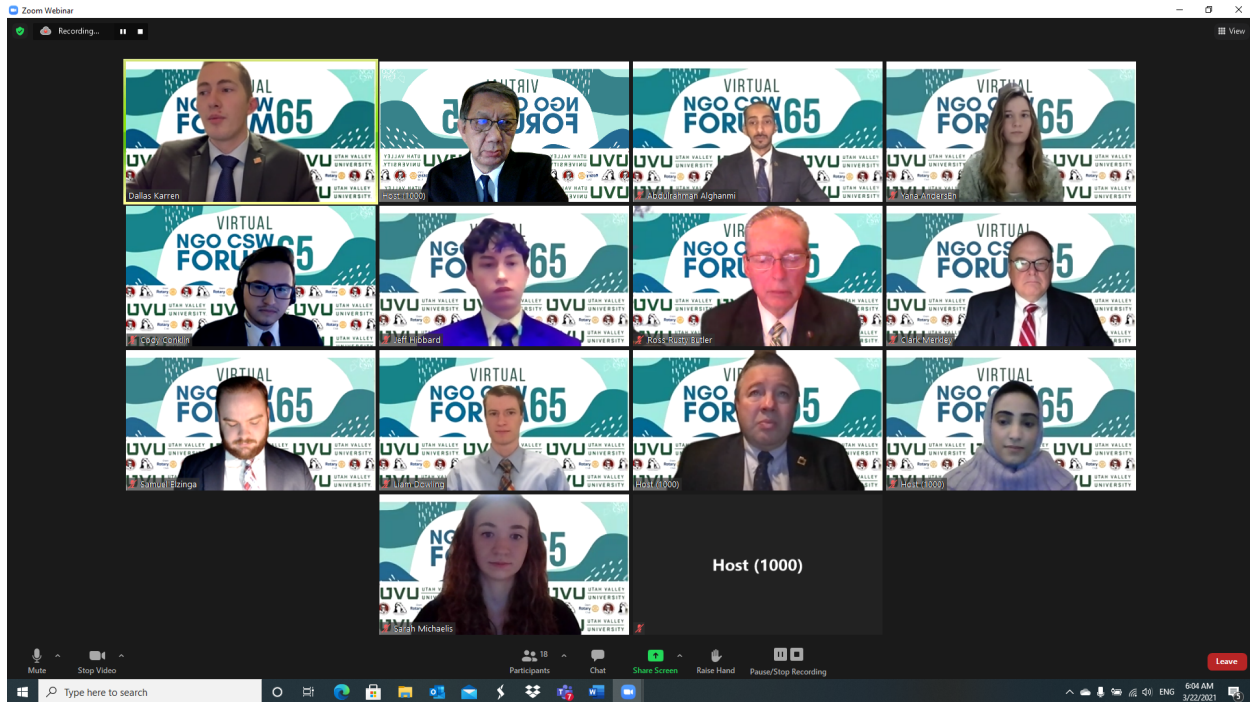 Zoom Webinar
Recording...
View
VIRTUAL
NGO CSW
FORUM65
UVU UTAH VALLEY UNIVERSITY
Rotary
Dallas Karren
Host (1000)
Abdulrahman Alghanmi
Yana AndersEn
Cody Conklin
Jeff Hibbard
Ross Rusty Butler
Clark Merkley
Samuel Elzinga
Liam Dowling
Host (1000)
Host (1000)
Sarah Michaelis
Host (1000)
Mute
Stop Video
18
Participants
Chat
Share Screen
Raise Hand
Pause/Stop Recording
Leave
Type here to search
7
ENG
6:04 AM
3/22/2021
5